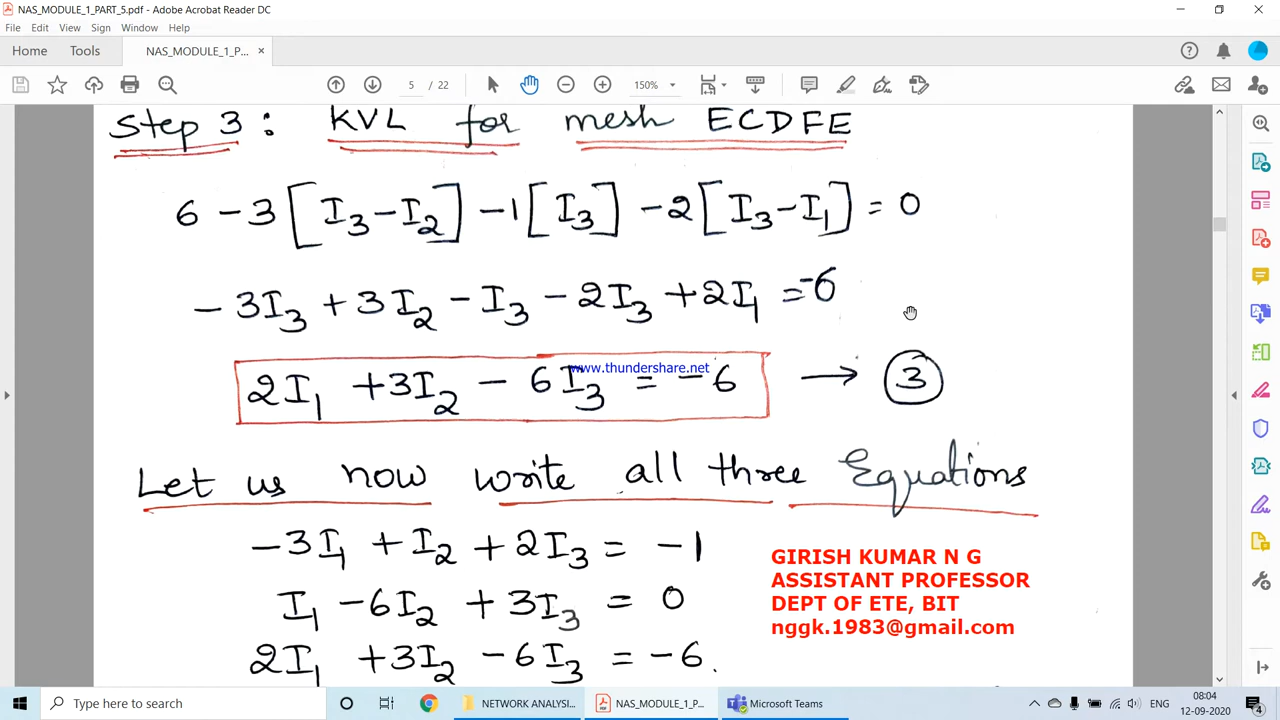 NAS_MODULE_1_PART_5.pdf - Adobe Acrobat Reader DC
File Edit View Sign Window Help
Home Tools NAS_MODULE_1_P... ×
5 / 22 150%
Step 3 : KVL for mesh ECDFE
6 - 3 [I₃ - I₂] - 1 [I₃] - 2 [I₃ - I₁] = 0
- 3I₃ + 3I₂ - I₃ - 2I₃ + 2I₁ = -6
www.thundershare.net
2I₁ + 3I₂ - 6I₃ = - 6 → 3
Let us now write all three Equations
-3I₁ + I₂ + 2I₃ = -1
I₁ - 6I₂ + 3I₃ = 0
2I₁ + 3I₂ - 6I₃ = -6.
GIRISH KUMAR N G
ASSISTANT PROFESSOR
DEPT OF ETE, BIT
nggk.1983@gmail.com
Type here to search
NETWORK ANALYSI...
NAS_MODULE_1_P...
Microsoft Teams
ENG
08:04
12-09-2020
4